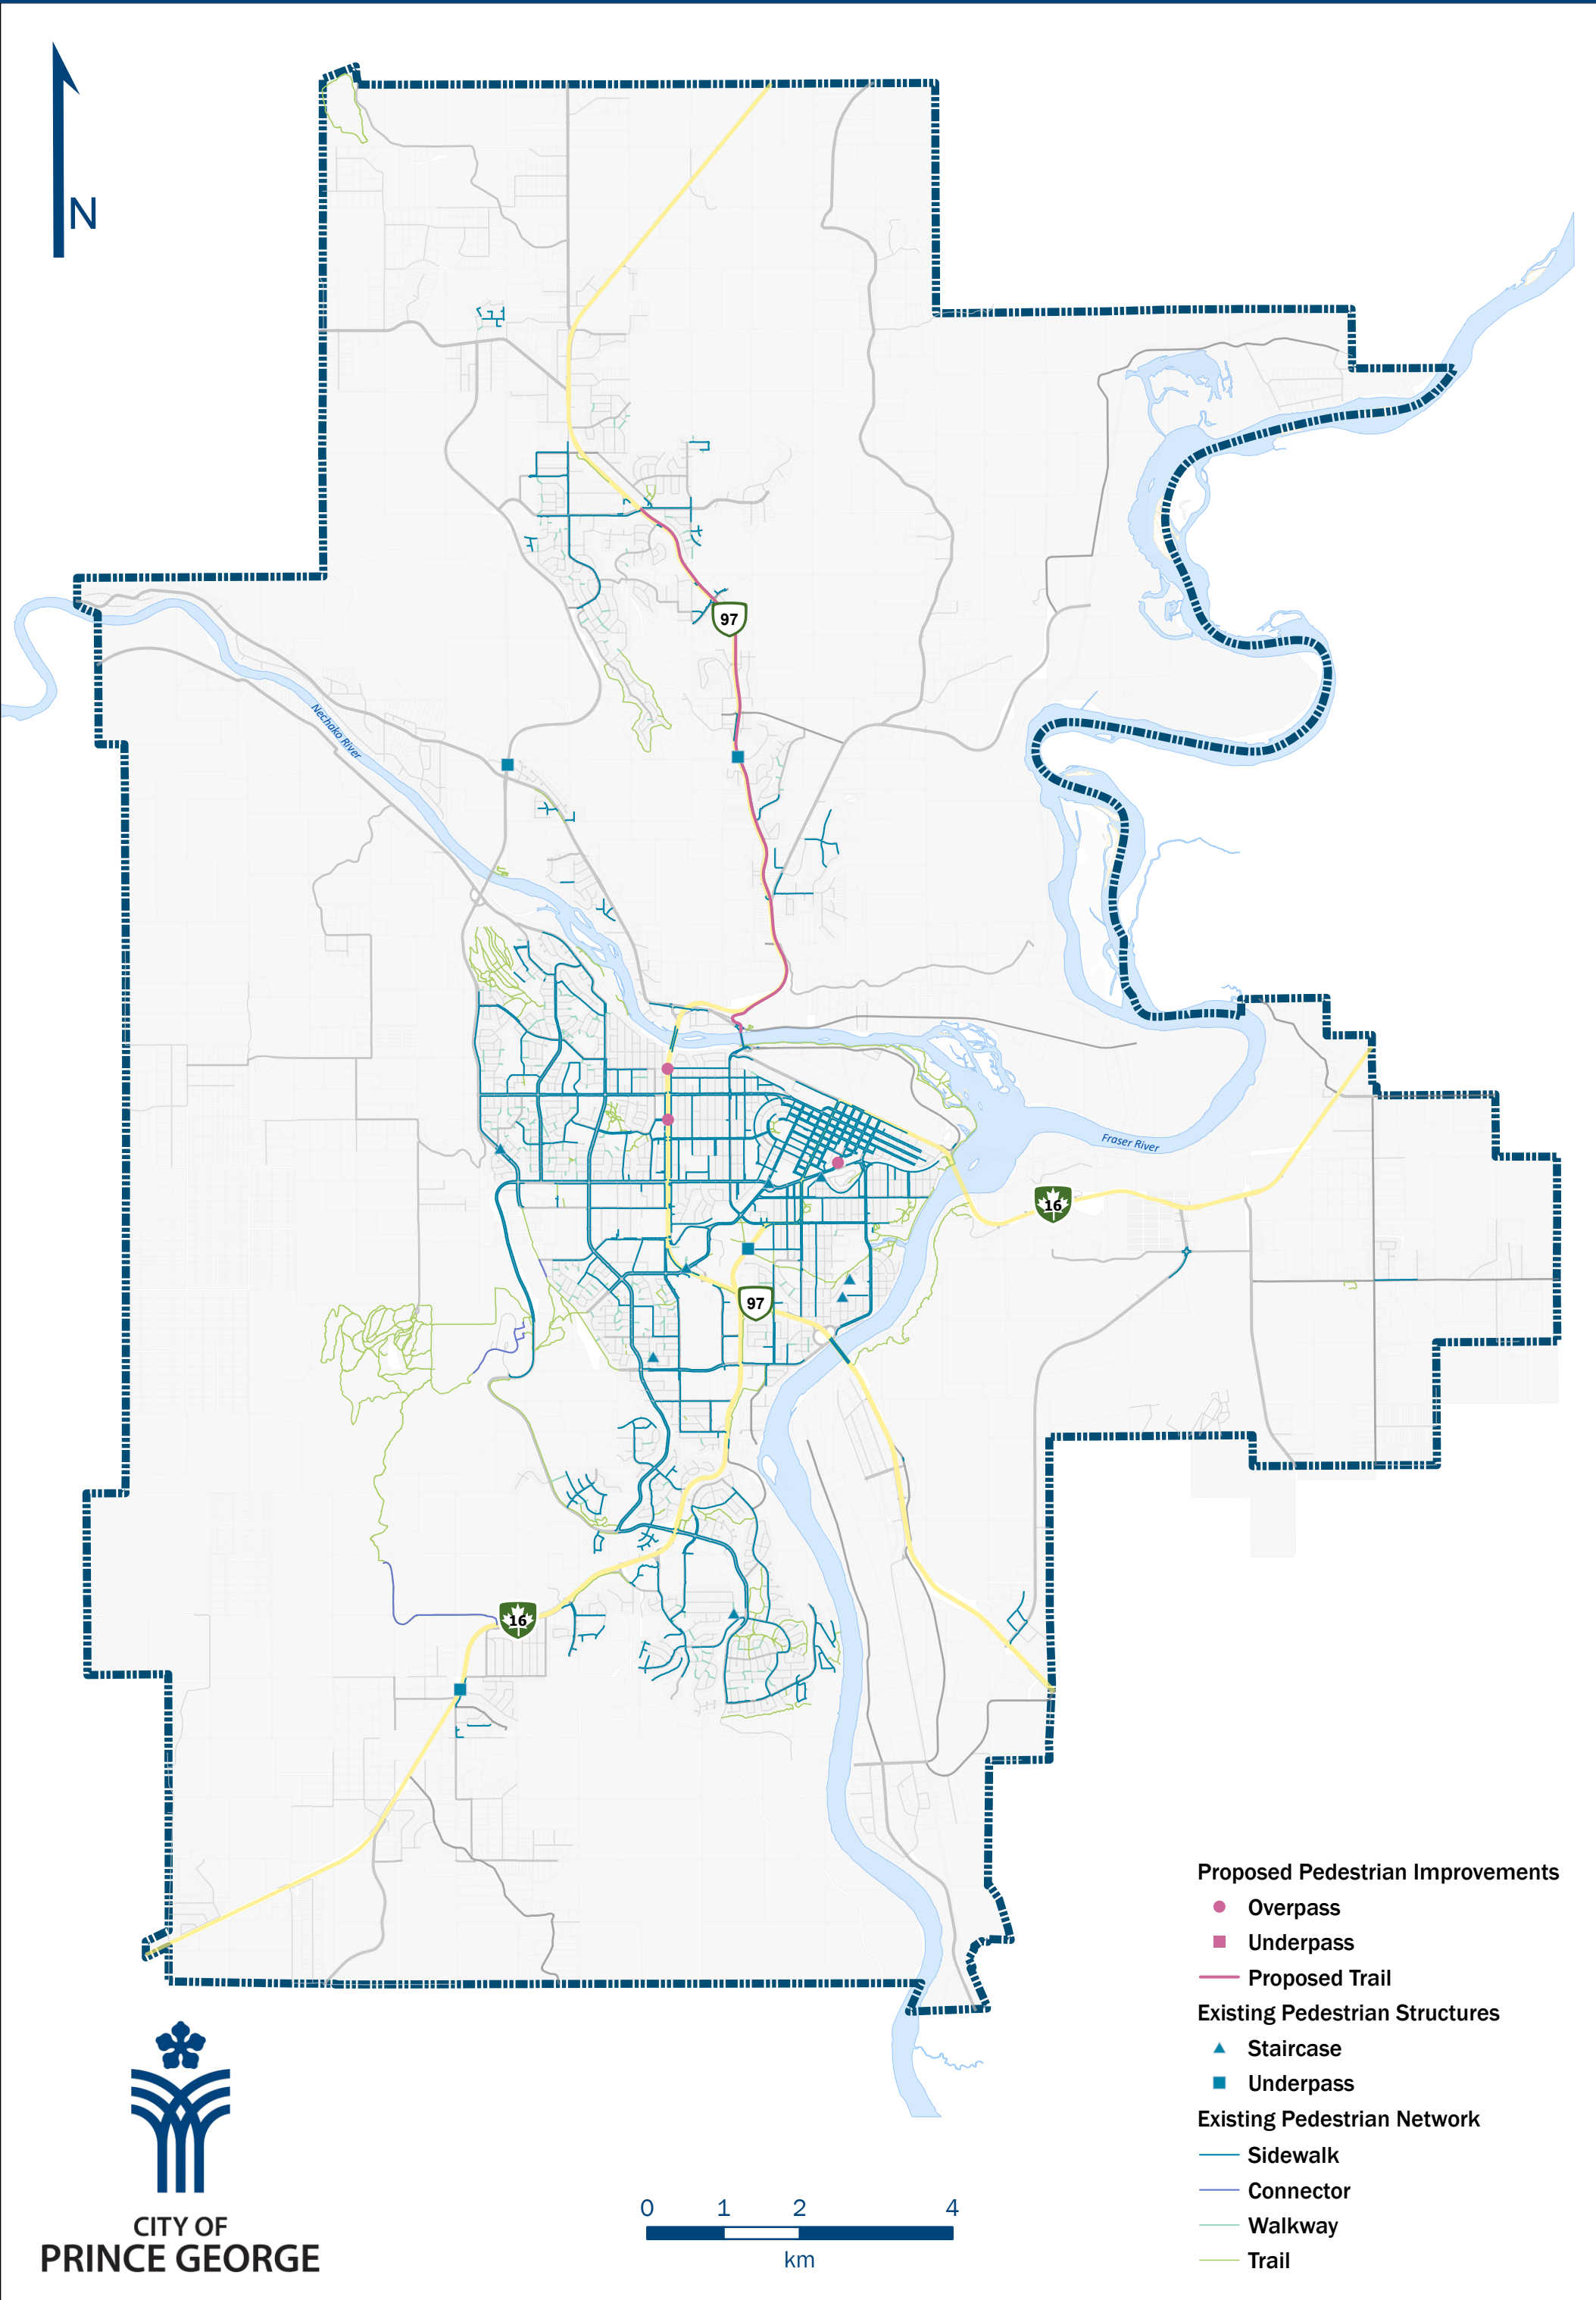 N
97
Nechako River
Fraser River
16
97
16
Proposed Pedestrian Improvements
Overpass
Underpass
Proposed Trail
Existing Pedestrian Structures
Staircase
Underpass
Existing Pedestrian Network
Sidewalk
Connector
Walkway
Trail
0 1 2 4
km
CITY OF
PRINCE GEORGE